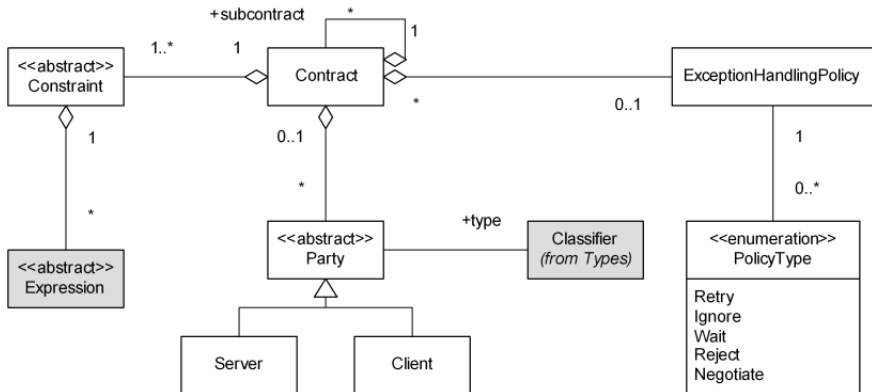 +subcontract
*
1
1..*
1
<<abstract>>
Constraint
Contract
ExceptionHandlingPolicy
*
0..1
1
0..1
1
*
*
0..*
+type
<<abstract>>
Expression
<<abstract>>
Party
Classifier
(from Types)
<<enumeration>>
PolicyType
Retry
Ignore
Wait
Reject
Negotiate
Server
Client